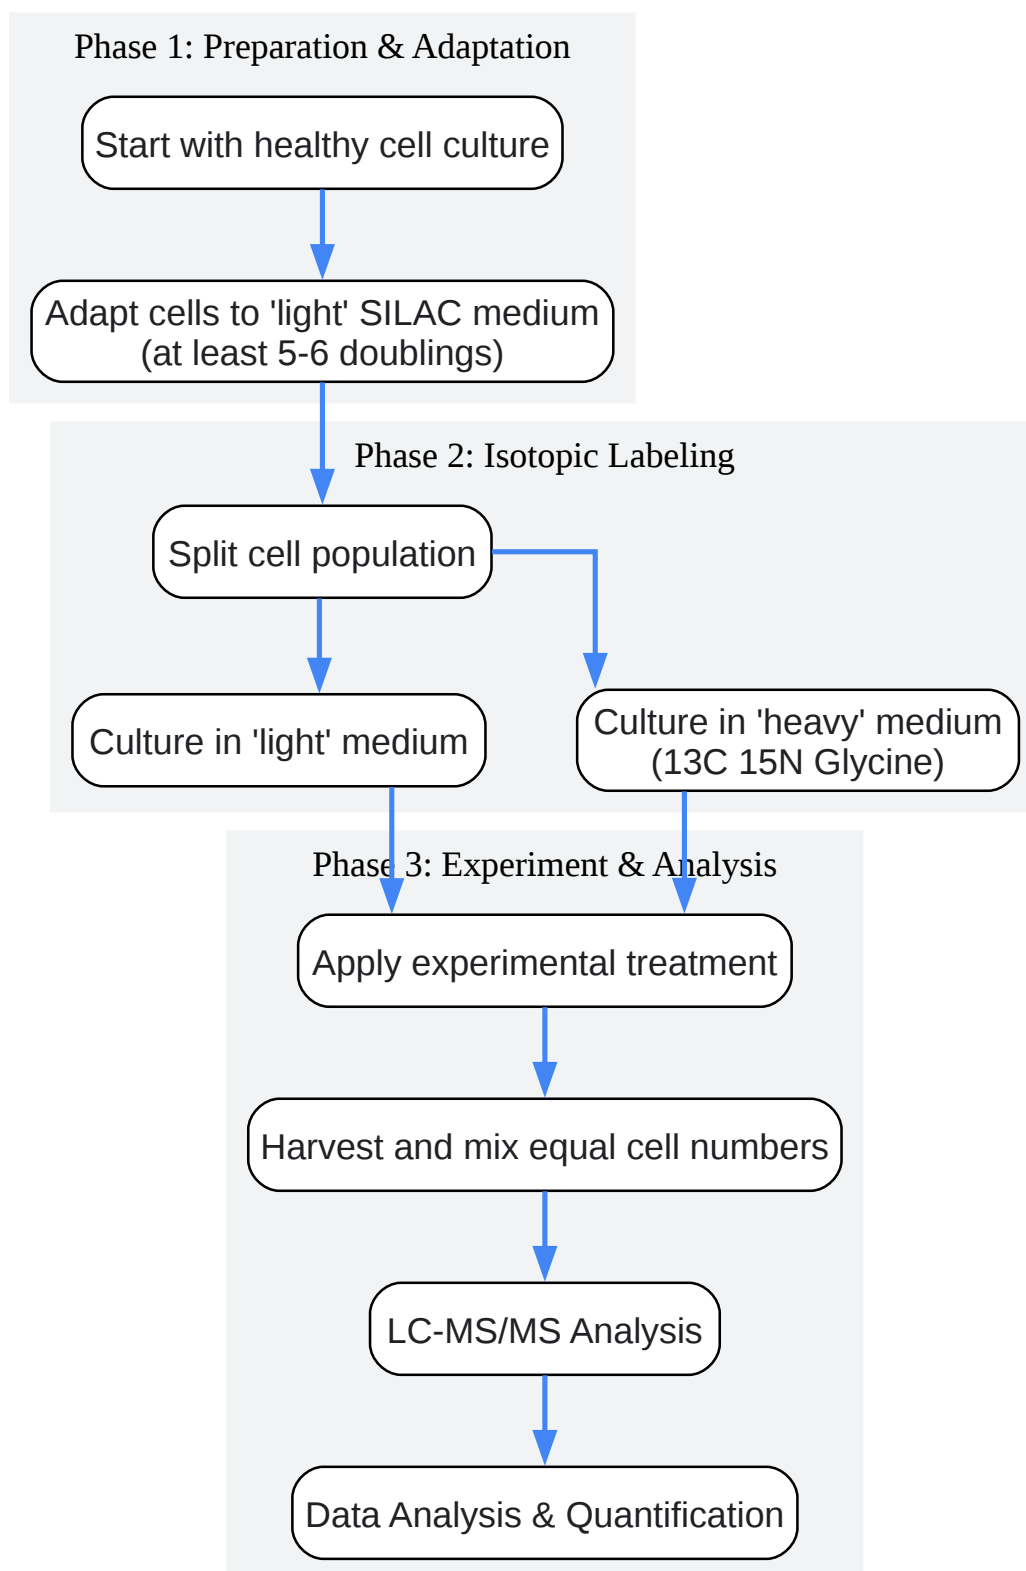 Phase 1: Preparation & Adaptation
Start with healthy cell culture
Adapt cells to 'light' SILAC medium
(at least 5-6 doublings)
Phase 2: Isotopic Labeling
Split cell population
Culture in 'light' medium
Culture in 'heavy' medium
(13C 15N Glycine)
Phase 3: Experiment & Analysis
Apply experimental treatment
Harvest and mix equal cell numbers
LC-MS/MS Analysis
Data Analysis & Quantification